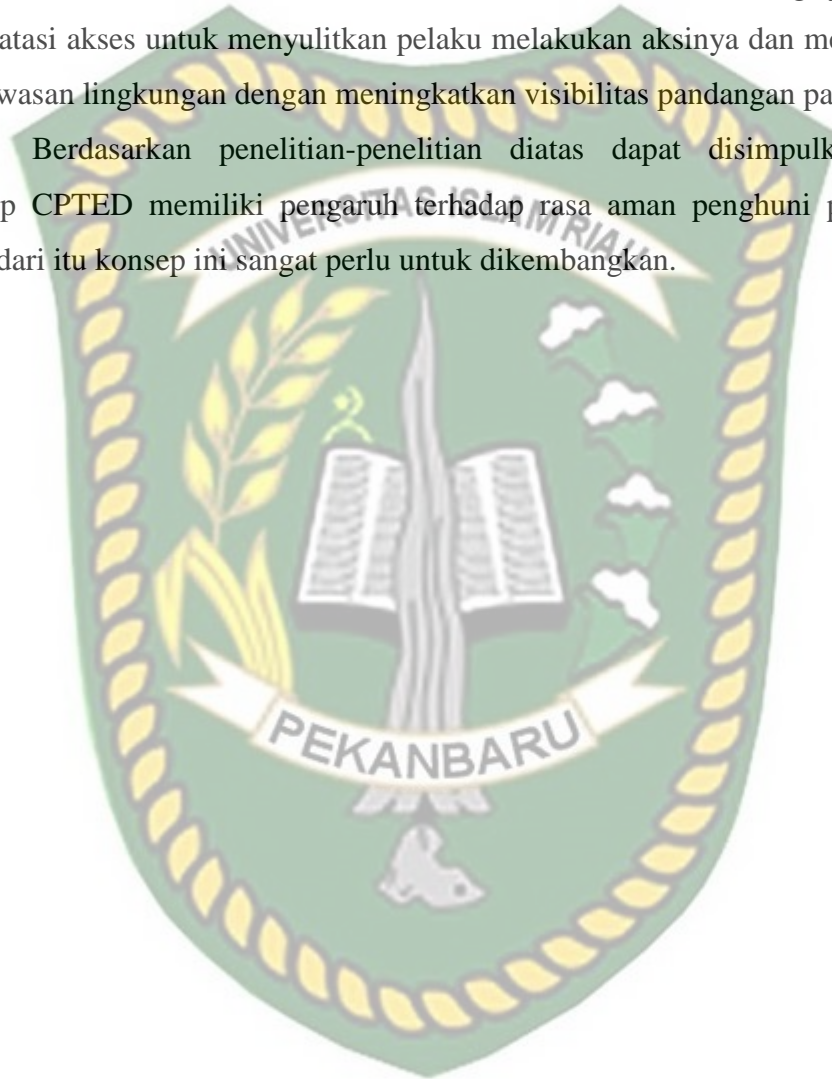 atasi akses untuk menyulitkan pelaku melakukan aksinya dan me
wasan lingkungan dengan meningkatkan visibilitas pandangan pa
Berdasarkan penelitian-penelitian diatas dapat disimpulk
p CPTED memiliki pengaruh terhadap rasa aman penghuni p
dari itu konsep ini sangat perlu untuk dikembangkan.
UNIVERSITAS ISLAM RIAU
PEKANBARU